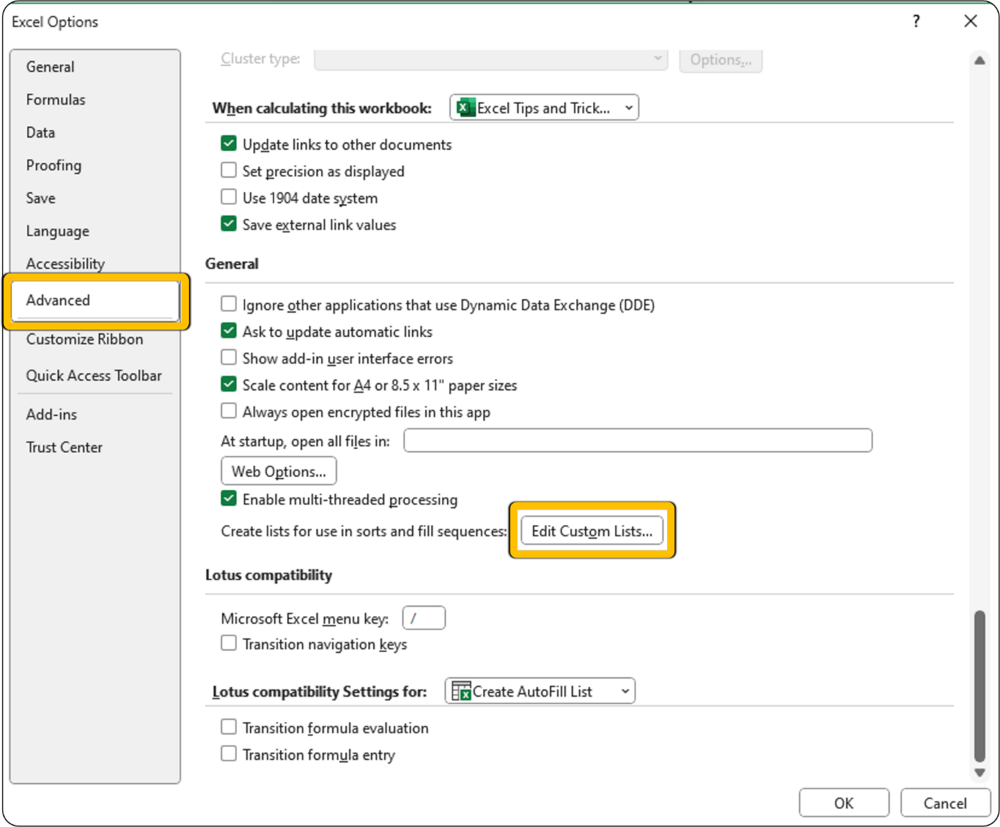 Excel Options ?
General
Formulas
Data
Proofing
Save
Language
Accessibility
Advanced
Customize Ribbon
Quick Access Toolbar
Add-ins
Trust Center
Cluster type: Options...
When calculating this workbook: Excel Tips and Trick...
Update links to other documents
Set precision as displayed
Use 1904 date system
Save external link values
General
Ignore other applications that use Dynamic Data Exchange (DDE)
Ask to update automatic links
Show add-in user interface errors
Scale content for A4 or 8.5 x 11" paper sizes
Always open encrypted files in this app
At startup, open all files in:
Web Options...
Enable multi-threaded processing
Create lists for use in sorts and fill sequences: Edit Custom Lists...
Lotus compatibility
Microsoft Excel menu key: /
Transition navigation keys
Lotus compatibility Settings for: Create AutoFill List
Transition formula evaluation
Transition formula entry
OK Cancel